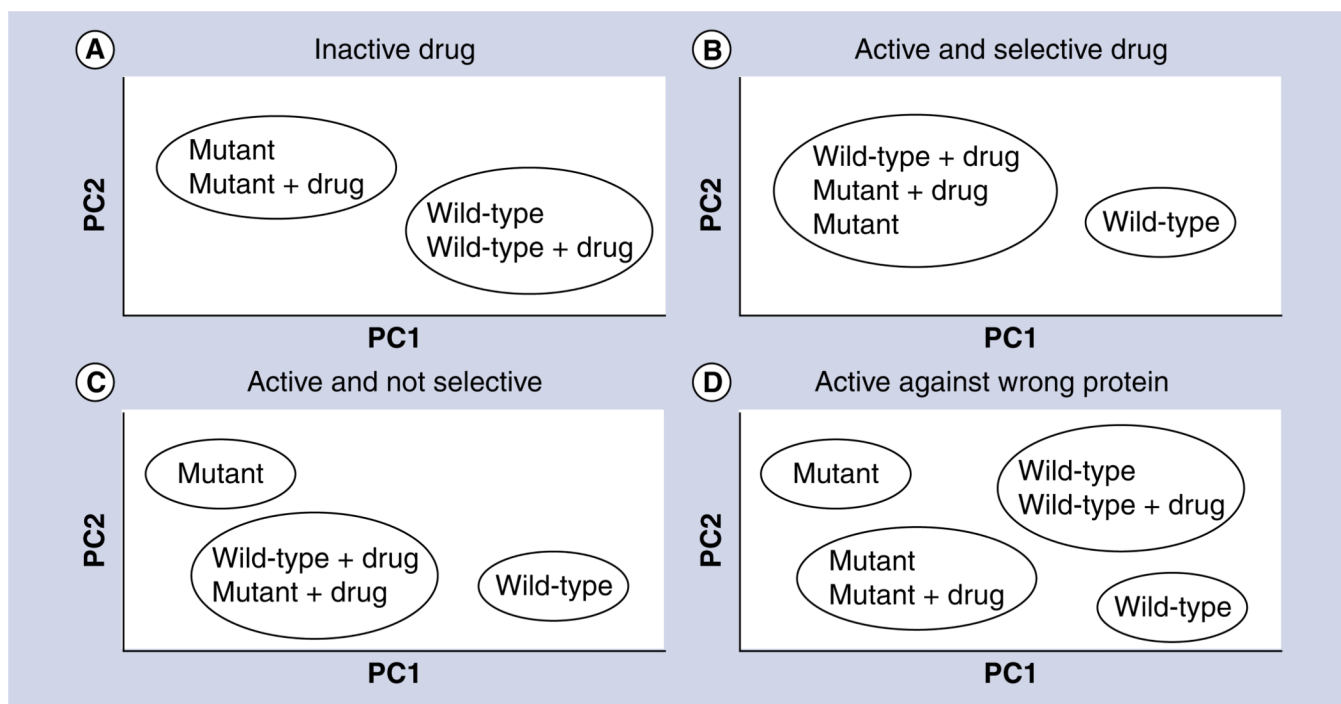 A
Inactive drug
Mutant
Mutant + drug
Wild-type
Wild-type + drug
PC2
PC1
B
Active and selective drug
Wild-type + drug
Mutant + drug
Mutant
Wild-type
PC2
PC1
C
Active and not selective
Mutant
Wild-type + drug
Mutant + drug
Wild-type
PC2
PC1
D
Active against wrong protein
Mutant
Wild-type
Wild-type + drug
Mutant
Mutant + drug
Wild-type
PC2
PC1